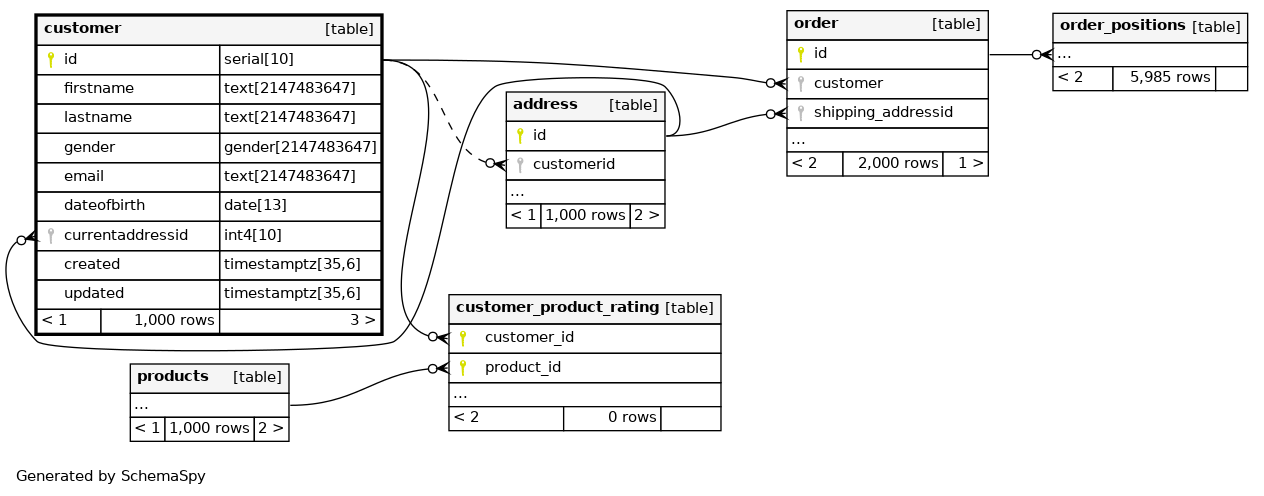 customer [table]
id serial[10]
firstname text[2147483647]
lastname text[2147483647]
gender gender[2147483647]
email text[2147483647]
dateofbirth date[13]
currentaddressid int4[10]
created timestamptz[35,6]
updated timestamptz[35,6]
< 1 1,000 rows 3 >
address [table]
id
customerid
...
< 1 1,000 rows 2 >
order [table]
id
customer
shipping_addressid
...
< 2 2,000 rows 1 >
order_positions [table]
...
< 2 5,985 rows
customer_product_rating [table]
customer_id
product_id
...
< 2 0 rows
products [table]
...
< 1 1,000 rows 2 >
Generated by SchemaSpy